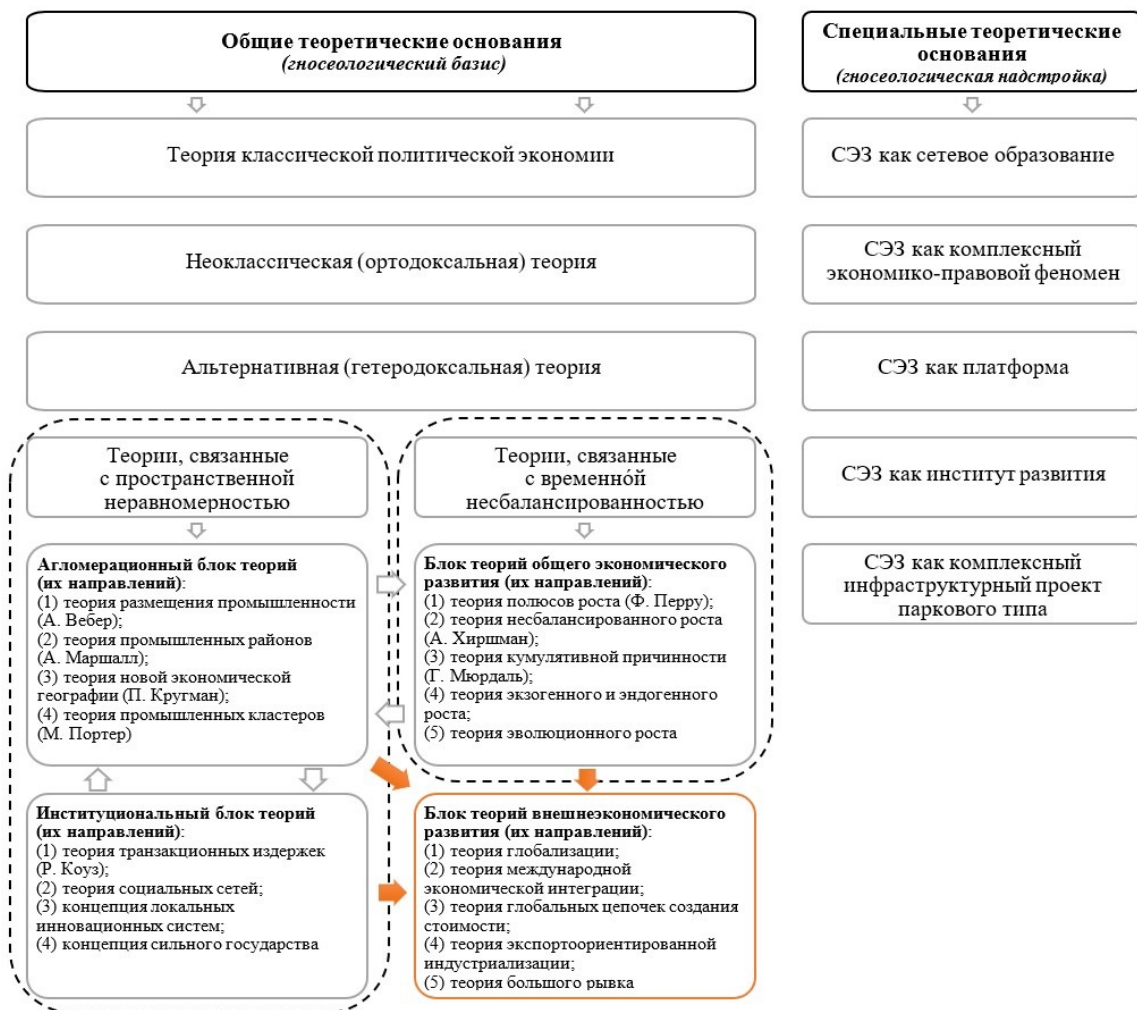 Общие теоретические основания
(гносеологический базис)
Специальные теоретические
основания
(гносеологическая надстройка)
Теория классической политической экономии
СЭЗ как сетевое образование
Неоклассическая (ортодоксальная) теория
СЭЗ как комплексный
экономико-правовой феномен
Альтернативная (гетеродоксальная) теория
СЭЗ как платформа
Теории, связанные
с пространственной
неравномерностью
Теории, связанные
с временно́й
несбалансированностью
СЭЗ как институт развития
Агломерационный блок теорий
(их направлений):
(1) теория размещения промышленности
(А. Вебер);
(2) теория промышленных районов
(А. Маршалл);
(3) теория новой экономической
географии (П. Кругман);
(4) теория промышленных кластеров
(М. Портер)
Блок теорий общего экономического
развития (их направлений):
(1) теория полюсов роста (Ф. Перру);
(2) теория несбалансированного роста
(А. Хиршман);
(3) теория кумулятивной причинности
(Г. Мюрдаль);
(4) теория экзогенного и эндогенного
роста;
(5) теория эволюционного роста
СЭЗ как комплексный
инфраструктурный проект
паркового типа
Институциональный блок теорий
(их направлений):
(1) теория транзакционных издержек
(Р. Коуз);
(2) теория социальных сетей;
(3) концепция локальных
инновационных систем;
(4) концепция сильного государства
Блок теорий внешнеэкономического
развития (их направлений):
(1) теория глобализации;
(2) теория международной
экономической интеграции;
(3) теория глобальных цепочек создания
стоимости;
(4) теория экспортоориентированной
индустриализации;
(5) теория большого рывка